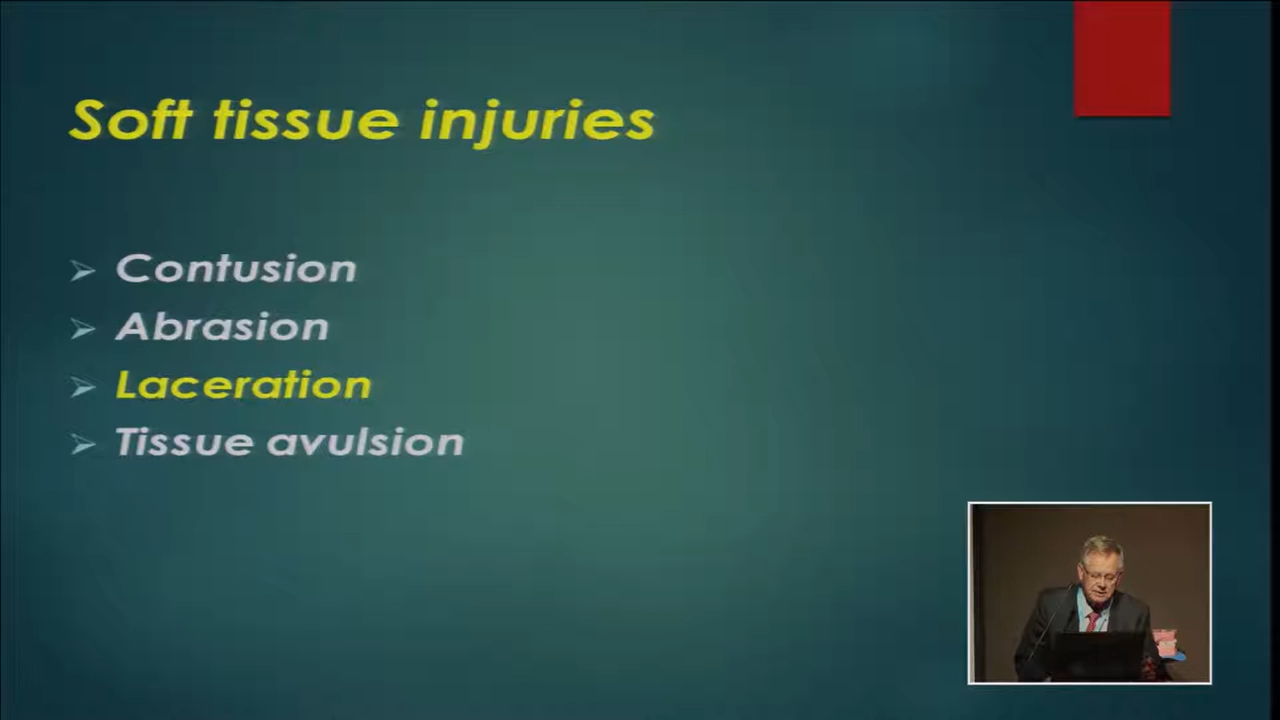 Soft tissue injuries
Contusion
Abrasion
Laceration
Tissue avulsion